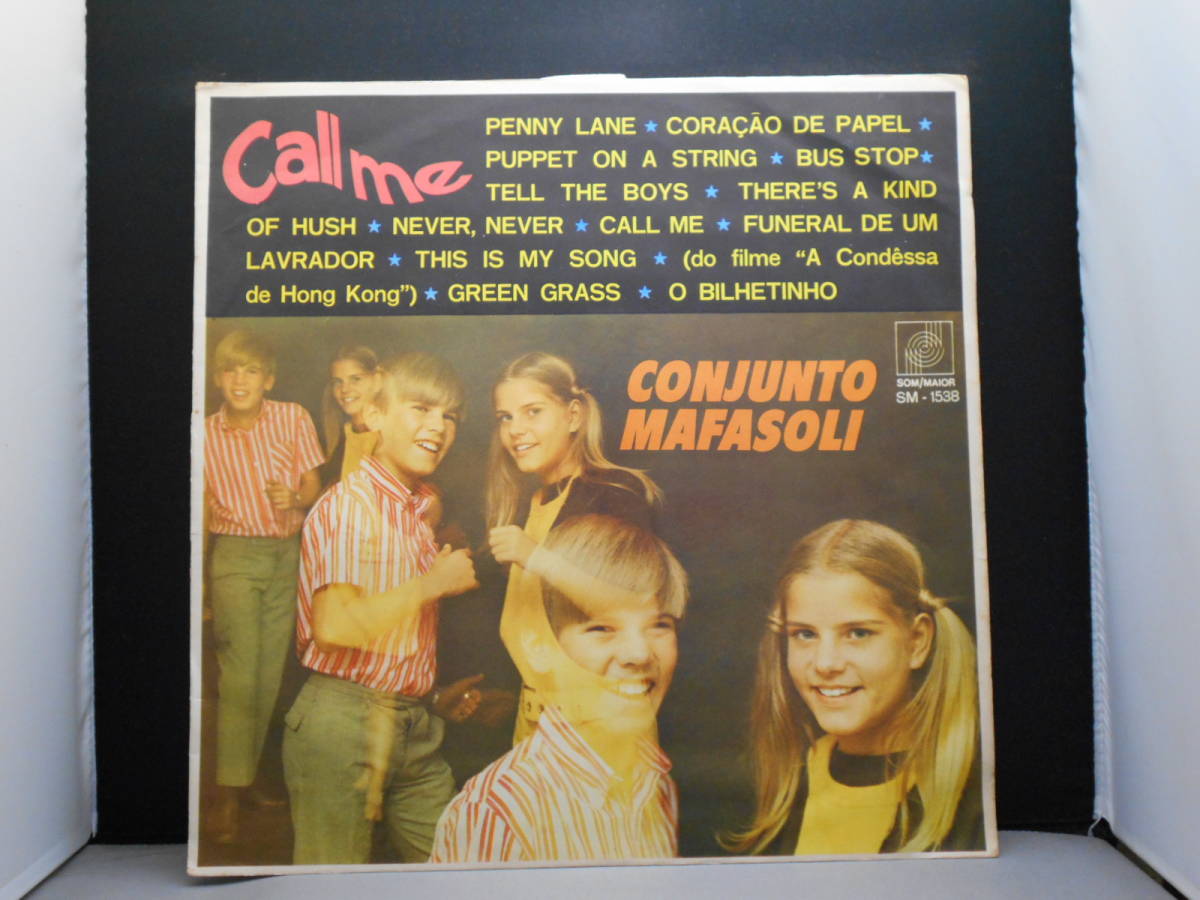 Call me
PENNY LANE ★ CORAÇÃO DE PAPEL ★
PUPPET ON A STRING ★ BUS STOP ★
TELL THE BOYS ★ THERE'S A KIND
OF HUSH ★ NEVER, NEVER ★ CALL ME ★ FUNERAL DE UM
LAVRADOR ★ THIS IS MY SONG ★ (do filme "A Condêssa
de Hong Kong") ★ GREEN GRASS ★ O BILHETINHO
CONJUNTO
MAFASOLI
SOM/MAIOR
SM - 1538